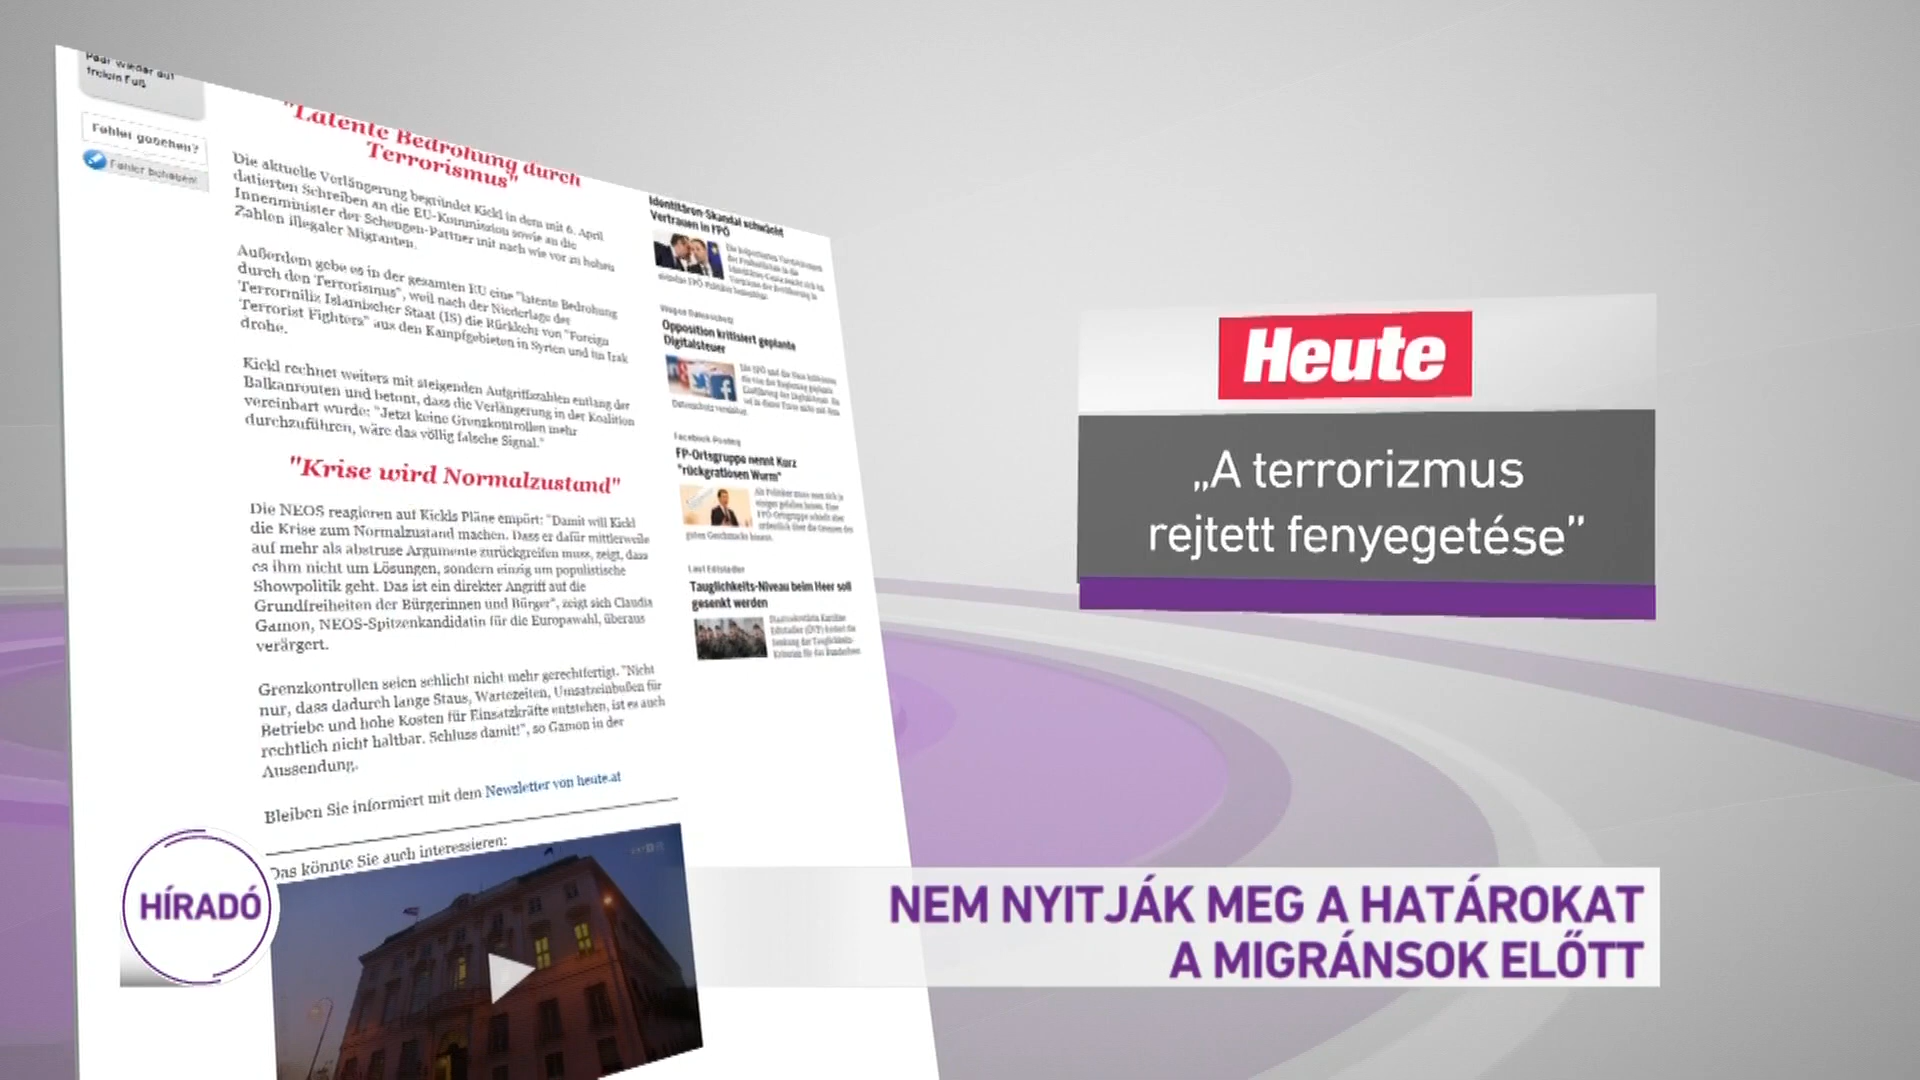 Fehler gesehen?
Fehler beheben!
"Latente Bedrohung durch
Terrorismus"
Die aktuelle Verlängerung begründet Kickl in dem mit 6. April
datierten Schreiben an die EU-Kommission sowie an die
Innenminister der Schengen-Partner mit nach wie vor zu hohen
Zahlen illegaler Migranten.
Außerdem gebe es in der gesamten EU eine "latente Bedrohung
durch den Terrorismus", weil nach der Niederlage der
Terrormiliz Islamischer Staat (IS) die Rückkehr von "Foreign
Terrorist Fighters" aus den Kampfgebieten in Syrien und im Irak
drohe.
Kickl rechnet weiters mit steigenden Aufgriffszahlen entlang der
Balkanrouten und betont, dass die Verlängerung in der Koalition
vereinbart wurde: "Jetzt keine Grenzkontrollen mehr
durchzuführen, wäre das völlig falsche Signal."
"Krise wird Normalzustand"
Die NEOS reagieren auf Kickls Pläne empört: "Damit will Kickl
die Krise zum Normalzustand machen. Dass er dafür mittlerweile
auf mehr als abstruse Argumente zurückgreifen muss, zeigt, dass
es ihm nicht um Lösungen, sondern einzig um populistische
Showpolitik geht. Das ist ein direkter Angriff auf die
Grundfreiheiten der Bürgerinnen und Bürger", zeigt sich Claudia
Gamon, NEOS-Spitzenkandidatin für die Europawahl, überaus
verärgert.
Grenzkontrollen seien schlicht nicht mehr gerechtfertigt. "Nicht
nur, dass dadurch lange Staus, Wartezeiten, Umsatzeinbußen für
Betriebe und hohe Kosten für Einsatzkräfte entstehen, ist es auch
rechtlich nicht haltbar. Schluss damit!", so Gamon in der
Aussendung.
Bleiben Sie informiert mit dem Newsletter von heute.at
Das könnte Sie auch interessieren:
Identitären-Skandal schwächt
Vertrauen in FPÖ
Opposition kritisiert geplante
Digitalsteuer
Facebook-Posting
FP-Ortsgruppe nennt Kurz
"rückgratlosen Wurm"
Laut Edtstadler
Tauglichkeits-Niveau beim Heer soll
gesenkt werden
Heute
„A terrorizmus
rejtett fenyegetése”
HÍRADÓ
NEM NYITJÁK MEG A HATÁROKAT
A MIGRÁNSOK ELŐTT